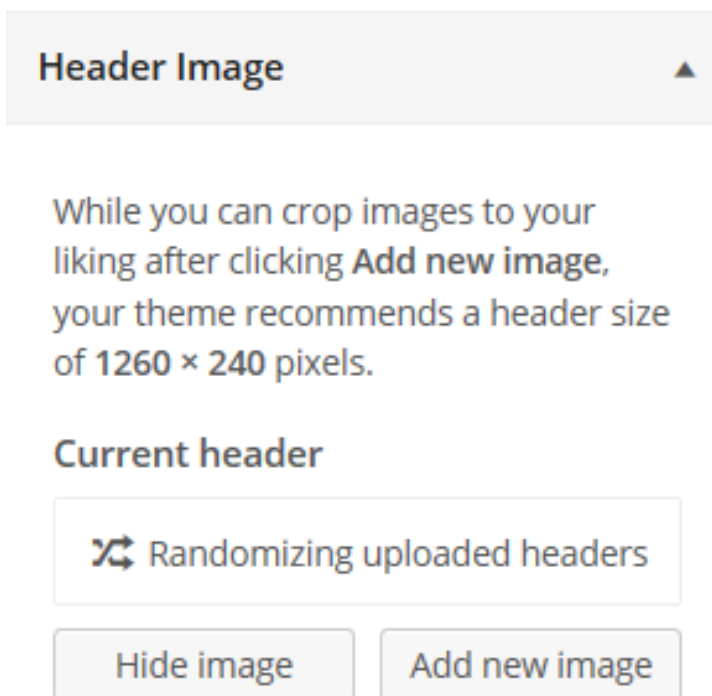 Header Image
While you can crop images to your
liking after clicking Add new image,
your theme recommends a header size
of 1260 × 240 pixels.
Current header
Randomizing uploaded headers
Hide image Add new image